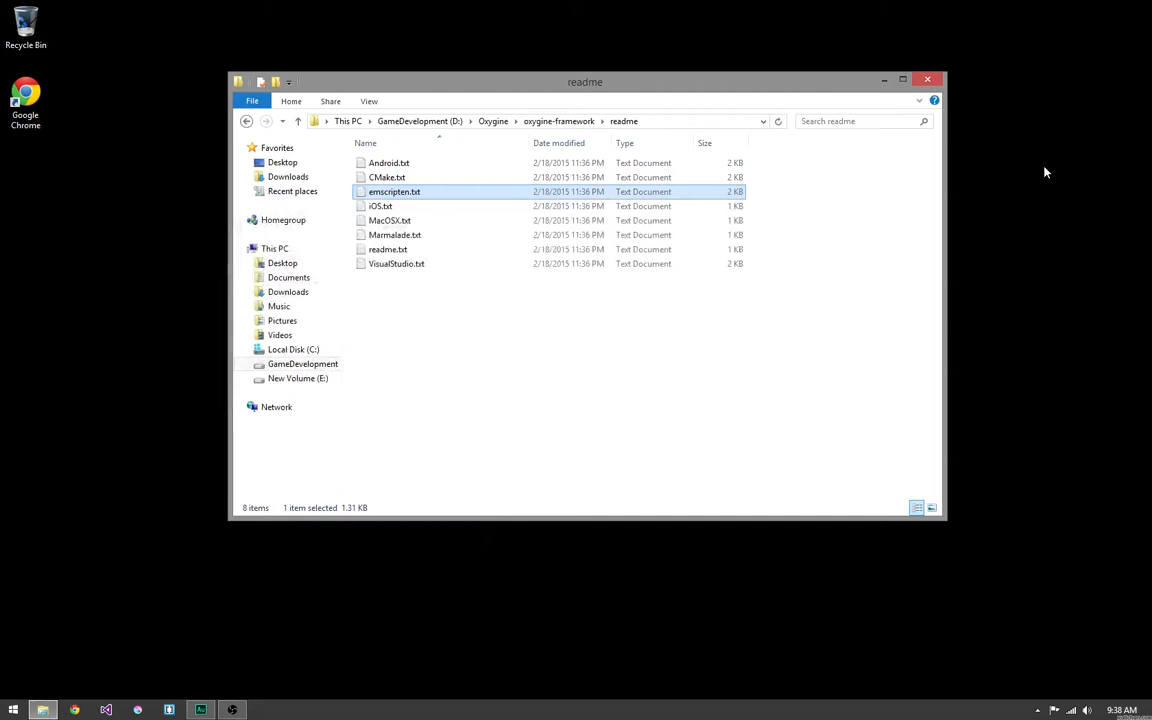 Recycle Bin
Google
Chrome
readme
File Home Share View
This PC GameDevelopment (D:) Oxygine oxygine-framework readme Search readme
Name Date modified Type Size
Favorites
Desktop
Downloads
Recent places
Homegroup
This PC
Desktop
Documents
Downloads
Music
Pictures
Videos
Local Disk (C:)
GameDevelopment
New Volume (E:)
Network
Android.txt 2/18/2015 11:36 PM Text Document 2 KB
CMake.txt 2/18/2015 11:36 PM Text Document 2 KB
emscripten.txt 2/18/2015 11:36 PM Text Document 2 KB
iOS.txt 2/18/2015 11:36 PM Text Document 1 KB
MacOSX.txt 2/18/2015 11:36 PM Text Document 1 KB
Marmalade.txt 2/18/2015 11:36 PM Text Document 1 KB
readme.txt 2/18/2015 11:36 PM Text Document 1 KB
VisualStudio.txt 2/18/2015 11:36 PM Text Document 2 KB
8 items 1 item selected 1.31 KB
Au
9:38 AM